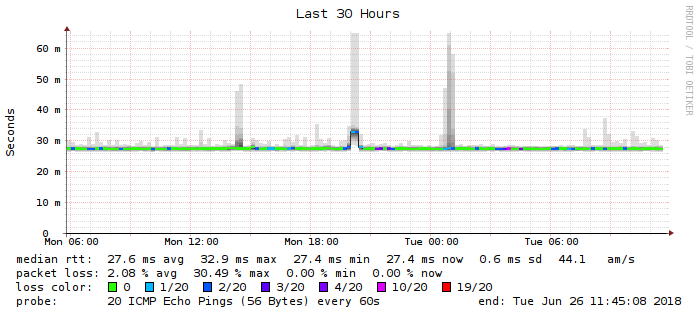 Last 30 Hours
RRDTOOL / TOBI OETIKER
Seconds
60 m
50 m
40 m
30 m
20 m
10 m
0
Mon 06:00 Mon 12:00 Mon 18:00 Tue 00:00 Tue 06:00
median rtt: 27.6 ms avg 32.9 ms max 27.4 ms min 27.4 ms now 0.6 ms sd 44.1 am/s
packet loss: 2.08 % avg 30.49 % max 0.00 % min 0.00 % now
loss color: 0 1/20 2/20 3/20 4/20 10/20 19/20
probe: 20 ICMP Echo Pings (56 Bytes) every 60s end: Tue Jun 26 11:45:08 2018